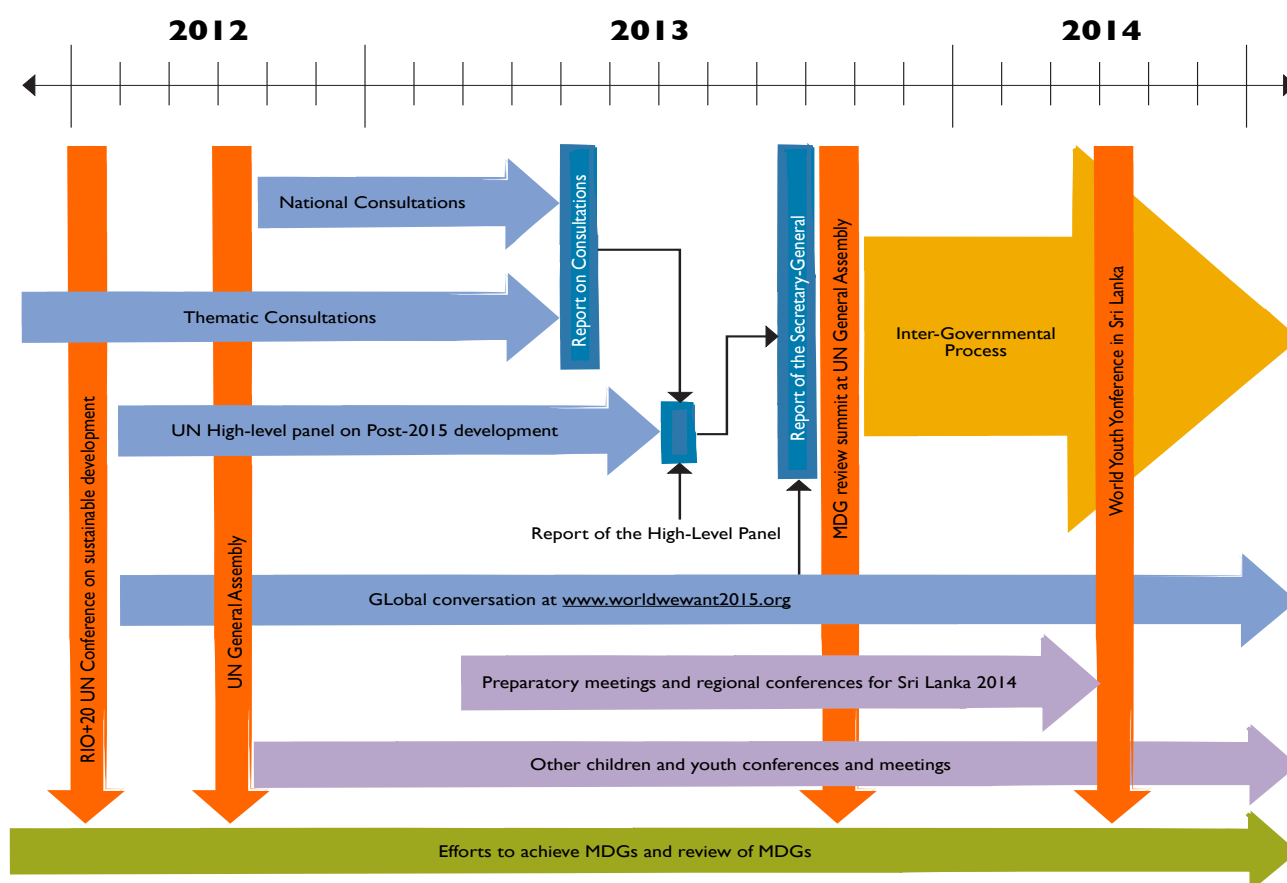 2012
2013
2014
National Consultations
Report on Consultations
Thematic Consultations
Report of the Secretary-General
MDG review summit at UN General Assembly
Inter-Governmental
Process
World Youth Yonference in Sri Lanka
RIO+20 UN Conference on sustainable development
UN General Assembly
UN High-level panel on Post-2015 development
Report of the High-Level Panel
GLobal conversation at www.worldwewant2015.org
Preparatory meetings and regional conferences for Sri Lanka 2014
Other children and youth conferences and meetings
Efforts to achieve MDGs and review of MDGs